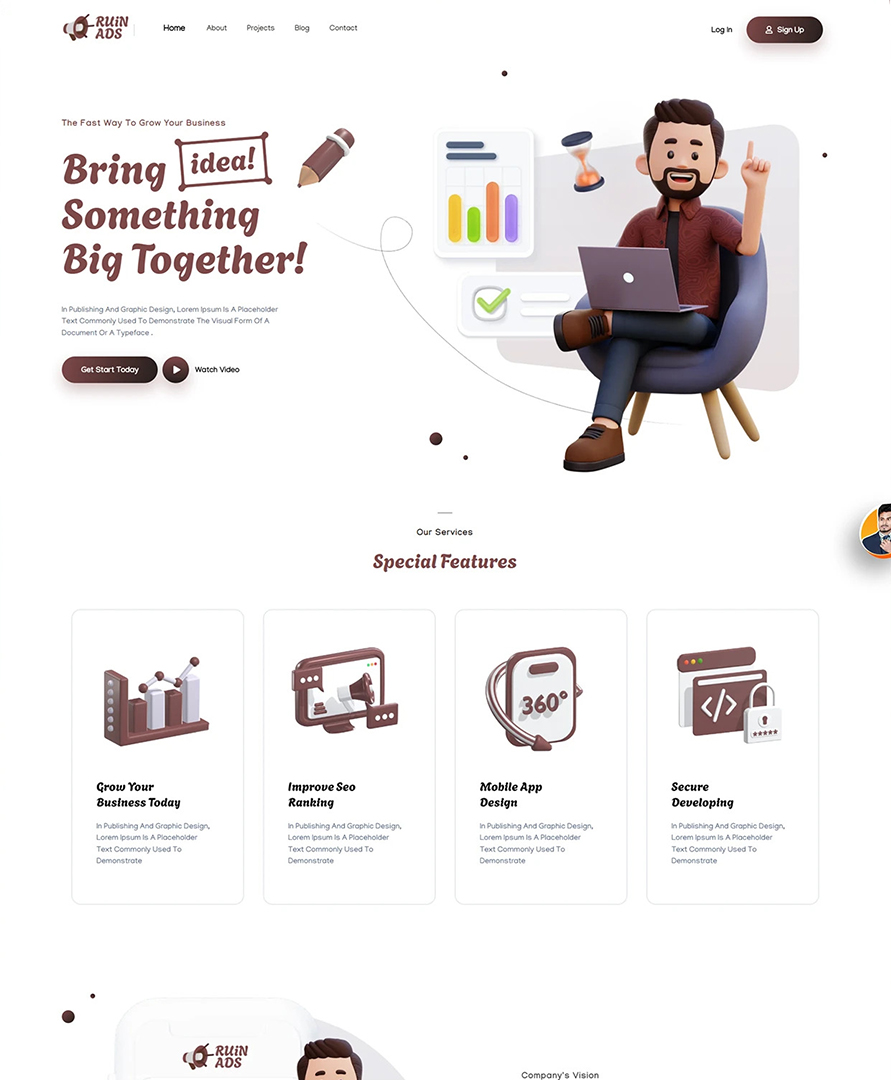 RUiN
ADS
Home
About
Projects
Blog
Contact
Log In
Sign Up
The Fast Way To Grow Your Business
Bring idea!
Something
Big Together!
In Publishing And Graphic Design, Lorem Ipsum Is A Placeholder
Text Commonly Used To Demonstrate The Visual Form Of A
Document Or A Typeface .
Get Start Today
Watch Video
Our Services
Special Features
360°
Grow Your
Business Today
In Publishing And Graphic Design,
Lorem Ipsum Is A Placeholder
Text Commonly Used To
Demonstrate
Improve Seo
Ranking
In Publishing And Graphic Design,
Lorem Ipsum Is A Placeholder
Text Commonly Used To
Demonstrate
Mobile App
Design
In Publishing And Graphic Design,
Lorem Ipsum Is A Placeholder
Text Commonly Used To
Demonstrate
Secure
Developing
In Publishing And Graphic Design,
Lorem Ipsum Is A Placeholder
Text Commonly Used To
Demonstrate
RUiN
ADS
Company's Vision